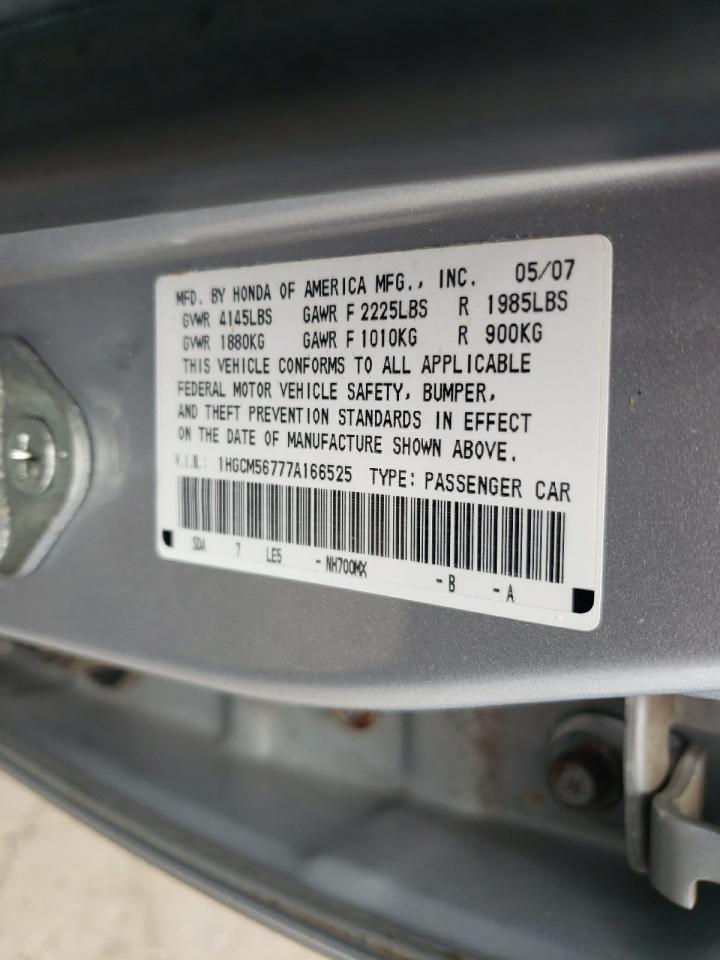 MFD. BY HONDA OF AMERICA MFG., INC. 05/07
GVWR 4145LBS GAWR F 2225LBS R 1985LBS
GVWR 1880KG GAWR F 1010KG R 900KG
THIS VEHICLE CONFORMS TO ALL APPLICABLE
FEDERAL MOTOR VEHICLE SAFETY, BUMPER,
AND THEFT PREVENTION STANDARDS IN EFFECT
ON THE DATE OF MANUFACTURE SHOWN ABOVE.
V.I.N.: 1HGCM56777A166525 TYPE: PASSENGER CAR
SDA 7 LE5 - NH700MX - B - A